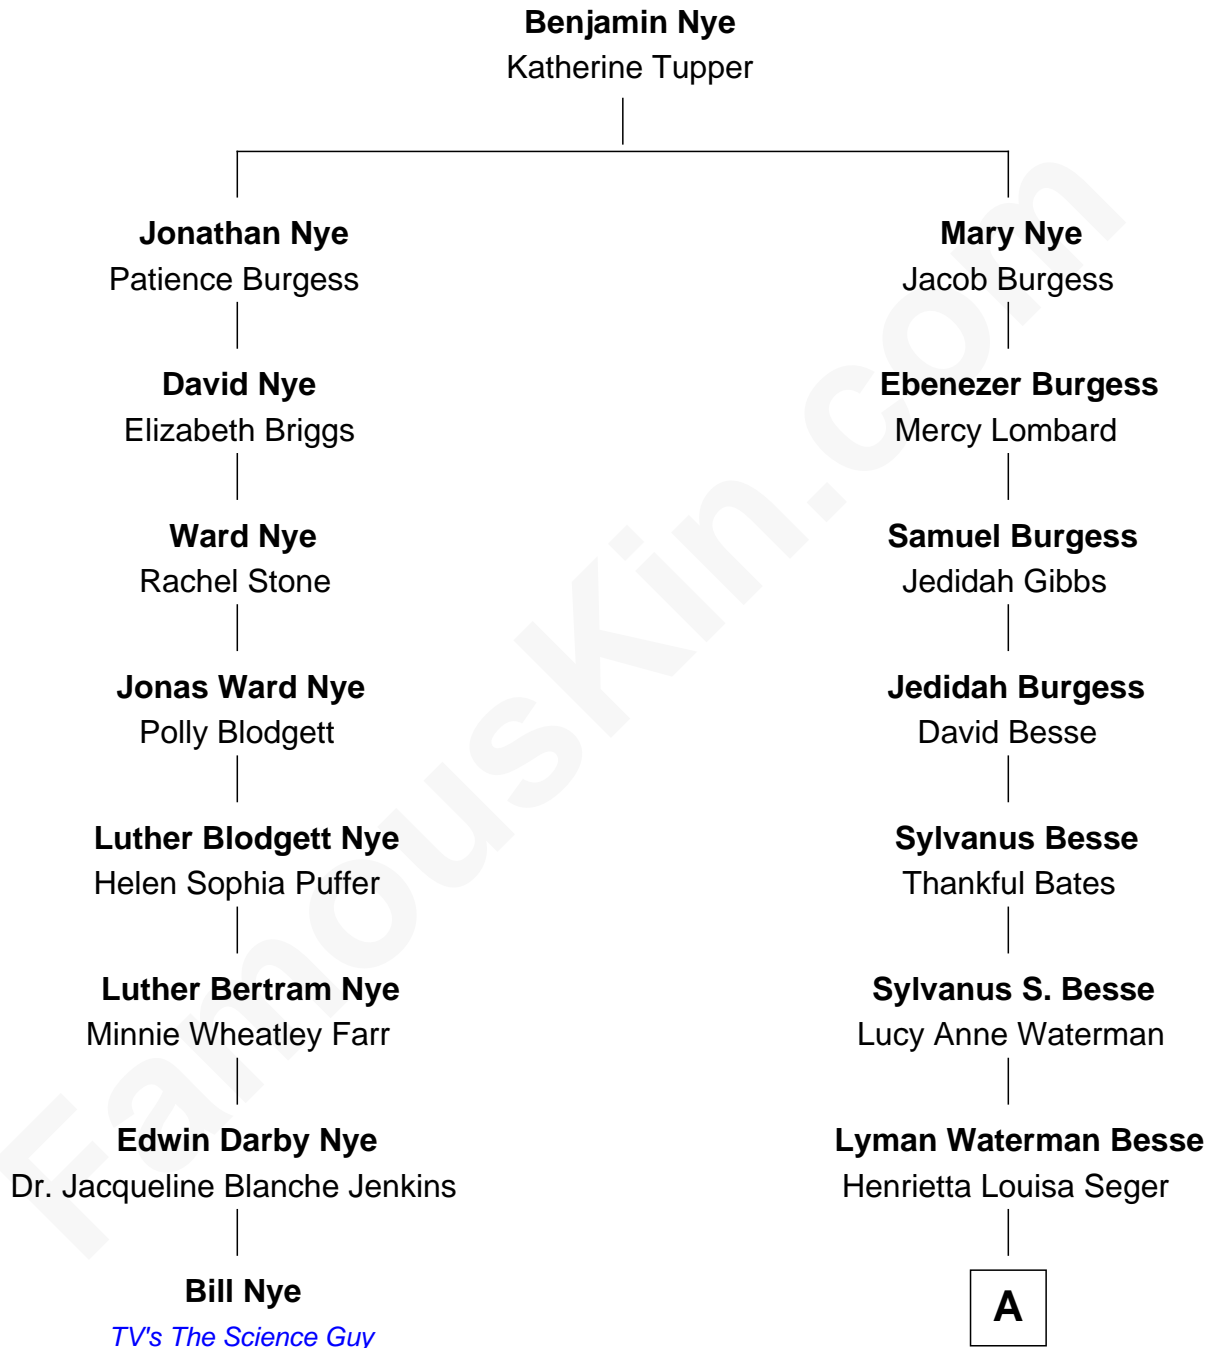 Benjamin Nye
Katherine Tupper
Jonathan Nye
Patience Burgess
Mary Nye
Jacob Burgess
David Nye
Elizabeth Briggs
Ebenezer Burgess
Mercy Lombard
Ward Nye
Rachel Stone
Samuel Burgess
Jedidah Gibbs
Jonas Ward Nye
Polly Blodgett
Jedidah Burgess
David Besse
Luther Blodgett Nye
Helen Sophia Puffer
Sylvanus Besse
Thankful Bates
Luther Bertram Nye
Minnie Wheatley Farr
Sylvanus S. Besse
Lucy Anne Waterman
Edwin Darby Nye
Dr. Jacqueline Blanche Jenkins
Lyman Waterman Besse
Henrietta Louisa Seger
Bill Nye
TV's The Science Guy
A
FamousKin.com